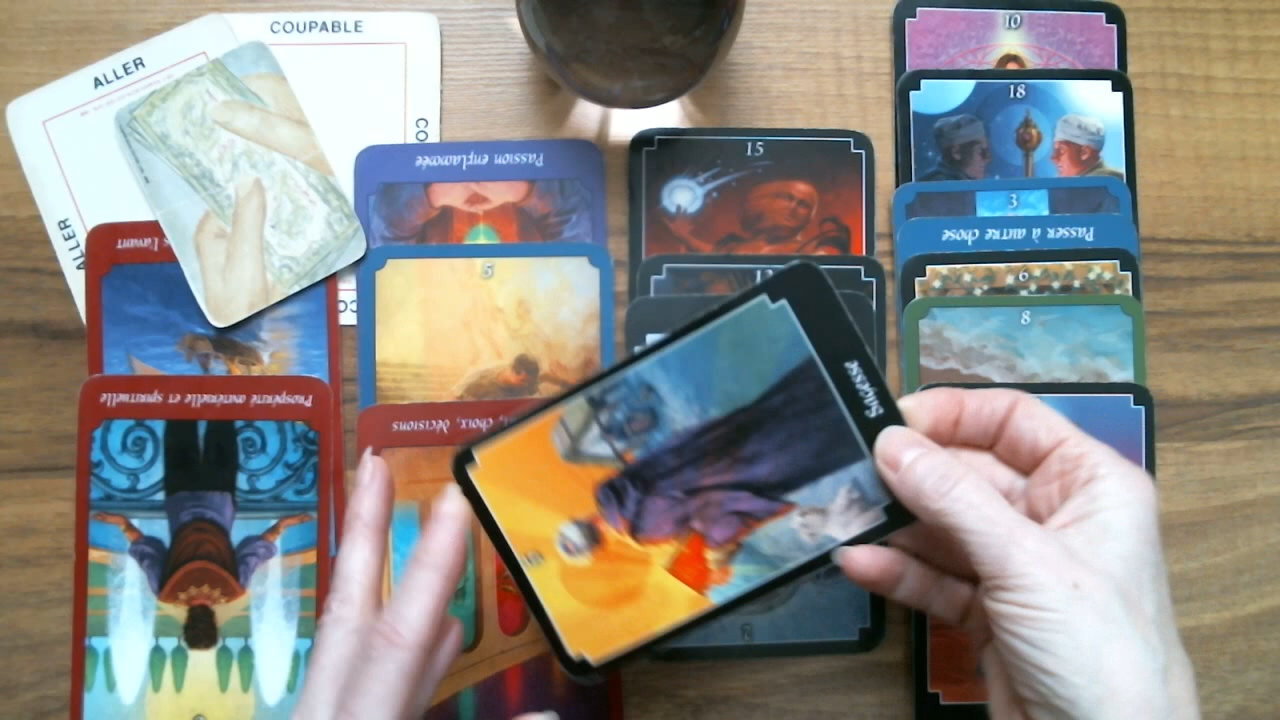 COUPABLE
ALLER
10
18
15
Passion enflammée
3
ALLER
Passer à autre chose
5
6
8
Prospérité matérielle et spirituelle
choix, décisions
Sagesse